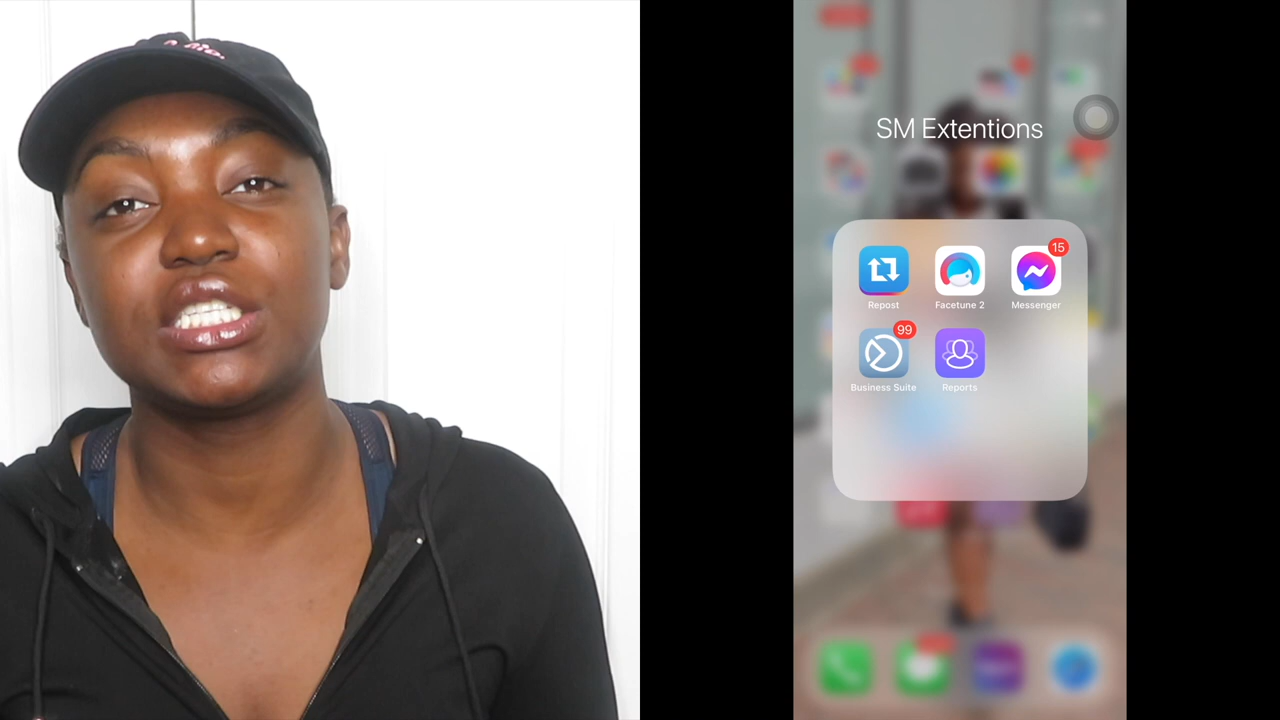 SM Extentions
15
Repost
Facetune 2
Messenger
99
Business Suite
Reports